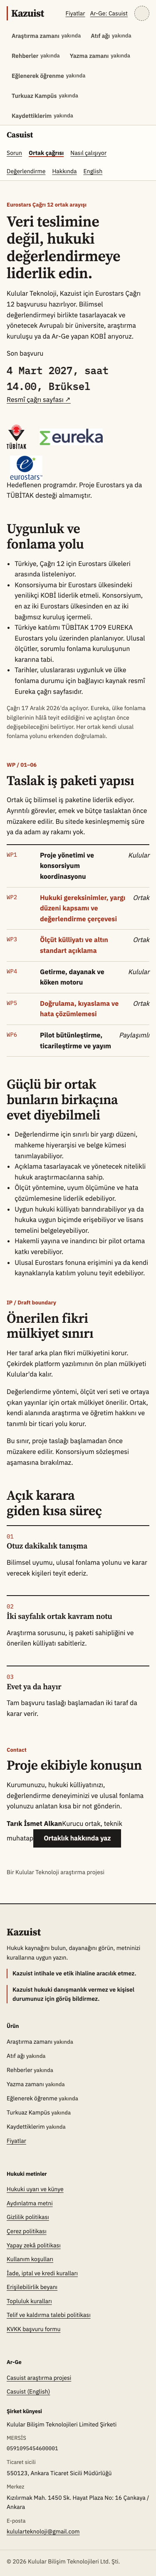 Kazuist
Fiyatlar Ar-Ge: Casuist
Araştırma zamanı yakında Atıf ağı yakında
Rehberler yakında Yazma zamanı yakında
Eğlenerek öğrenme yakında
Turkuaz Kampüs yakında
Kaydettiklerim yakında
Casuist
Sorun Ortak çağrısı Nasıl çalışıyor
Değerlendirme Hakkında English
Eurostars Çağrı 12 ortak arayışı
Veri teslimine
değil, hukuki
değerlendirmeye
liderlik edin.
Kulular Teknoloji, Kazuist için Eurostars Çağrı
12 başvurusu hazırlıyor. Bilimsel
değerlendirmeyi birlikte tasarlayacak ve
yönetecek Avrupalı bir üniversite, araştırma
kuruluşu ya da Ar-Ge yapan KOBİ arıyoruz.
Son başvuru
4 Mart 2027, saat
14.00, Brüksel
Resmî çağrı sayfası ↗
TÜBİTAK
eureka
eurostars™
Hedeflenen programdır. Proje Eurostars ya da
TÜBİTAK desteği almamıştır.
Uygunluk ve
fonlama yolu
Türkiye, Çağrı 12 için Eurostars ülkeleri
arasında listeleniyor.
Konsorsiyumda bir Eurostars ülkesindeki
yenilikçi KOBİ liderlik etmeli. Konsorsiyum,
en az iki Eurostars ülkesinden en az iki
bağımsız kuruluş içermeli.
Türkiye katılımı TÜBİTAK 1709 EUREKA
Eurostars yolu üzerinden planlanıyor. Ulusal
ölçütler, sorumlu fonlama kuruluşunun
kararına tabi.
Tarihler, uluslararası uygunluk ve ülke
fonlama durumu için bağlayıcı kaynak resmî
Eureka çağrı sayfasıdır.
Çağrı 17 Aralık 2026'da açılıyor. Eureka, ülke fonlama
bilgilerinin hâlâ teyit edildiğini ve açılıştan önce
değişebileceğini belirtiyor. Her ortak kendi ulusal
fonlama yolunu erkenden doğrulamalı.
WP / 01–06
Taslak iş paketi yapısı
Ortak üç bilimsel iş paketine liderlik ediyor.
Ayrıntılı görevler, emek ve bütçe taslaktan önce
müzakere edilir. Bu sitede kesinleşmemiş süre
ya da adam ay rakamı yok.
WP1 Proje yönetimi ve Kulular
konsorsiyum
koordinasyonu
WP2 Hukuki gereksinimler, yargı Ortak
düzeni kapsamı ve
değerlendirme çerçevesi
WP3 Ölçüt külliyatı ve altın Ortak
standart açıklama
WP4 Getirme, dayanak ve Kulular
köken motoru
WP5 Doğrulama, kıyaslama ve Ortak
hata çözümlemesi
WP6 Pilot bütünleştirme, Paylaşımlı
ticarileştirme ve yayım
Güçlü bir ortak
bunların birkaçına
evet diyebilmeli
Değerlendirme için sınırlı bir yargı düzeni,
makham hiyerarşisi ve belge kümesi
tanımlayabiliyor.
Açıklama tasarlayacak ve yönetecek nitelikli
hukuk araştırmacılarına sahip.
Ölçüt yönetimine, uyum ölçümüne ve hata
çözümlemesine liderlik edebiliyor.
Uygun hukuki külliyatı barındırabiliyor ya da
hukuka uygun biçimde erişebiliyor ve lisans
terimleri belgeleyebiliyor.
Hakemli yayına ve inandırıcı bir pilot ortama
katkı verebiliyor.
Ulusal Eurostars fonuna erişimini ya da kendi
kaynaklarıyla katılım yolunu teyit edebiliyor.
IP / Draft boundary
Önerilen fikri
mülkiyet sınırı
Her taraf arka plan fikri mülkiyetini korur.
Çekirdek platform yazılımının ön plan mülkiyeti
Kulular'da kalır.
Değerlendirme yöntemi, ölçüt veri seti ve ortaya
çıkan yayınlar için ortak mülkiyet önerilir. Ortak,
kendi alanında araştırma ve öğretim hakkını ve
tanımlı bir ticari yolu korur.
Bu sınır, proje taslağı başlamadan önce
müzakere edilir. Konsorsiyum sözleşmesi
aşamasına bırakılmaz.
Açık karara
giden kısa süreç
01
Otuz dakikalık tanışma
Bilimsel uyumu, ulusal fonlama yolunu ve karar
verecek kişileri teyit ederiz.
02
İki sayfalık ortak kavram notu
Araştırma sorusunu, iş paketi sahipliğini ve
önerilen külliyatı sabitleriz.
03
Evet ya da hayır
Tam başvuru taslağı başlamadan iki taraf da
karar verir.
Contact
Proje ekibiyle konuşun
Kurumunuzu, hukuki külliyatınızı,
değerlendirme deneyiminizi ve ulusal fonlama
yolunuzu anlatan kısa bir not gönderin.
Tarık İsmet AlkanKurucu ortak, teknik
muhatap Ortaklık hakkında yaz
Bir Kulular Teknoloji araştırma projesi
Kazuist
Hukuk kaynağını bulun, dayanağını görün, metninizi
kurallarına uygun yazın.
Kazuist intihale ve etik ihlaline aracılık etmez.
Kazuist hukuki danışmanlık vermez ve kişisel
durumunuz için görüş bildirmez.
Ürün
Araştırma zamanı yakında
Atıf ağı yakında
Rehberler yakında
Yazma zamanı yakında
Eğlenerek öğrenme yakında
Turkuaz Kampüs yakında
Kaydettiklerim yakında
Fiyatlar
Hukuki metinler
Hukuki uyarı ve künye
Aydınlatma metni
Gizlilik politikası
Çerez politikası
Yapay zekâ politikası
Kullanım koşulları
İade, iptal ve kredi kuralları
Erişilebilirlik beyanı
Topluluk kuralları
Telif ve kaldırma talebi politikası
KVKK başvuru formu
Ar-Ge
Casuist araştırma projesi
Casuist (English)
Şirket künyesi
Kulular Bilişim Teknolojileri Limited Şirketi
MERSİS
0591095454600001
Ticaret sicili
550123, Ankara Ticaret Sicili Müdürlüğü
Merkez
Kızılırmak Mah. 1450 Sk. Hayat Plaza No: 16 Çankaya /
Ankara
E-posta
kulularteknoloji@gmail.com
© 2026 Kulular Bilişim Teknolojileri Ltd. Şti.